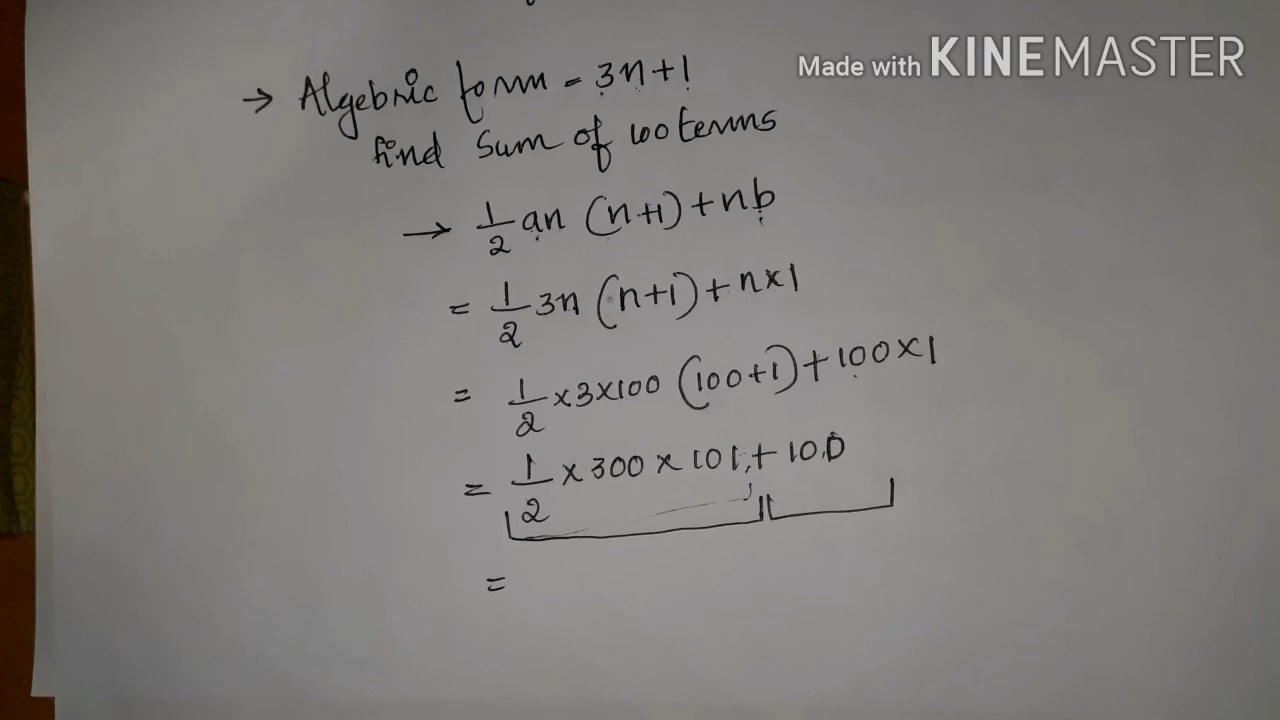 Made with KINEMASTER
→ Algebric form = 3n+1
find Sum of 100 terms
→ 1/2 an (n+1) + nb
= 1/2 3n (n+1) + n×1
= 1/2 ×3×100 (100+1) + 100×1
= 1/2 × 300 × 101 + 100
=